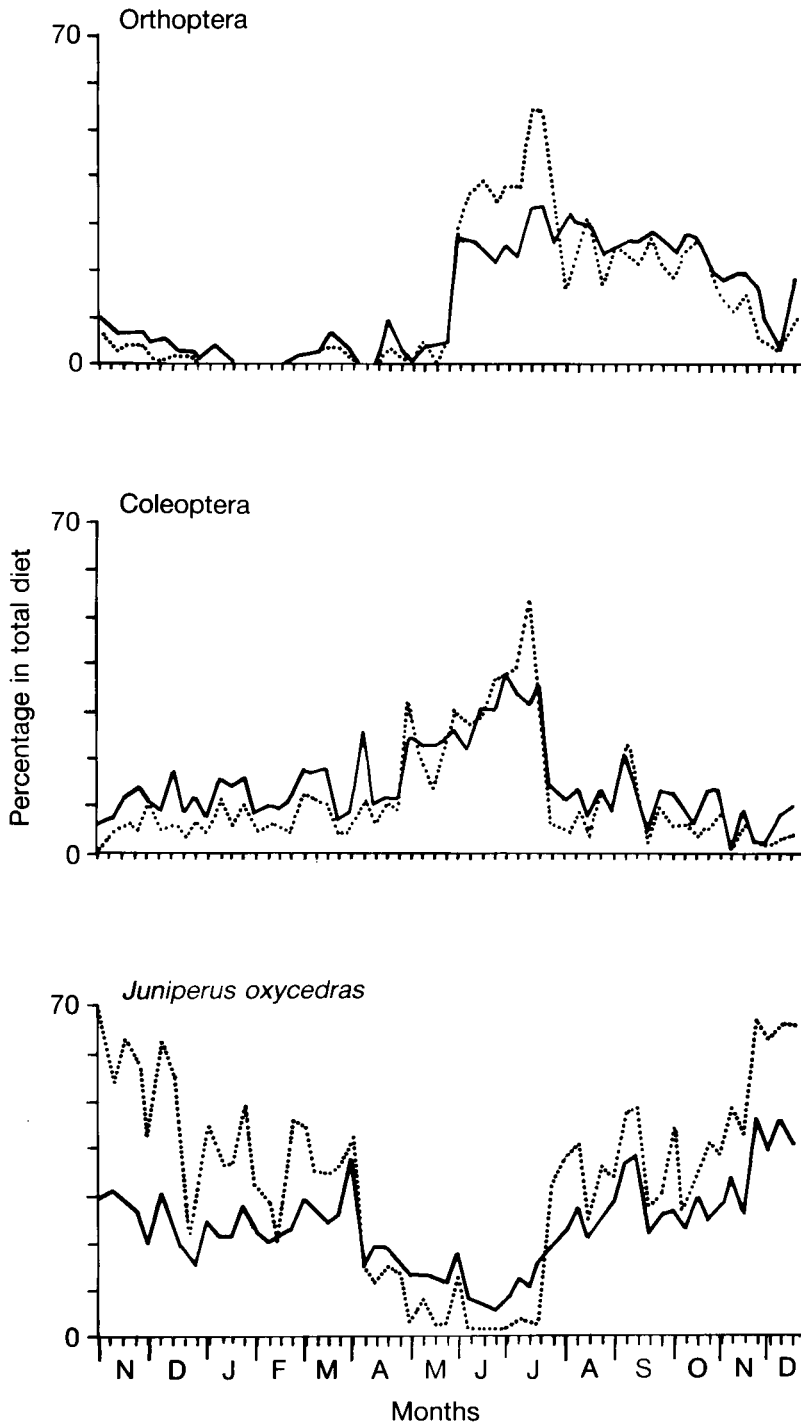 Orthoptera
70
0
Coleoptera
70
0
Percentage in total diet
Juniperus oxycedras
70
0
N D J F M A M J J A S O N D
Months